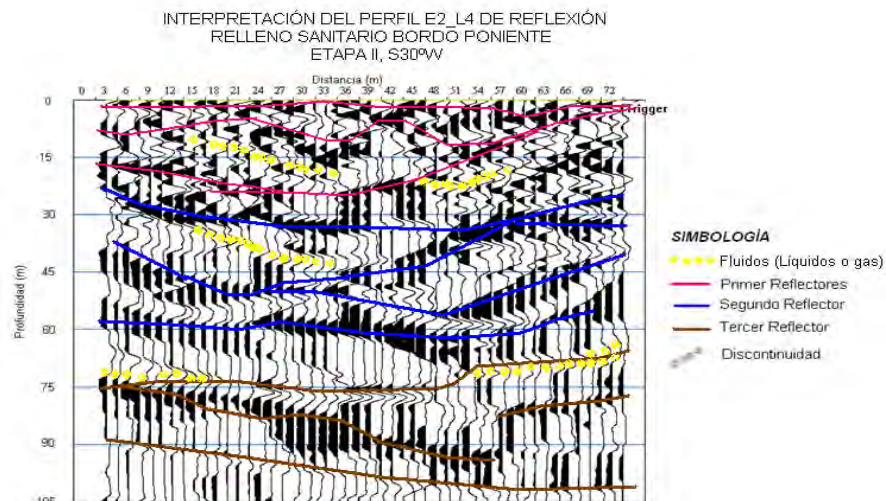 INTERPRETACIÓN DEL PERFIL E2_L4 DE REFLEXIÓN
RELLENO SANITARIO BORDO PONIENTE
ETAPA II, S30ºW
Distancia (m)
0 3 6 9 12 15 18 21 24 26 30 33 36 39 42 45 48 51 54 57 60 63 66 69 72
Trigger
Profundidad (m)
0
15
30
45
60
75
90
105
SIMBOLOGÍA
Fluidos (Líquidos o gas)
Primer Reflectores
Segundo Reflector
Tercer Reflector
Discontinuidad